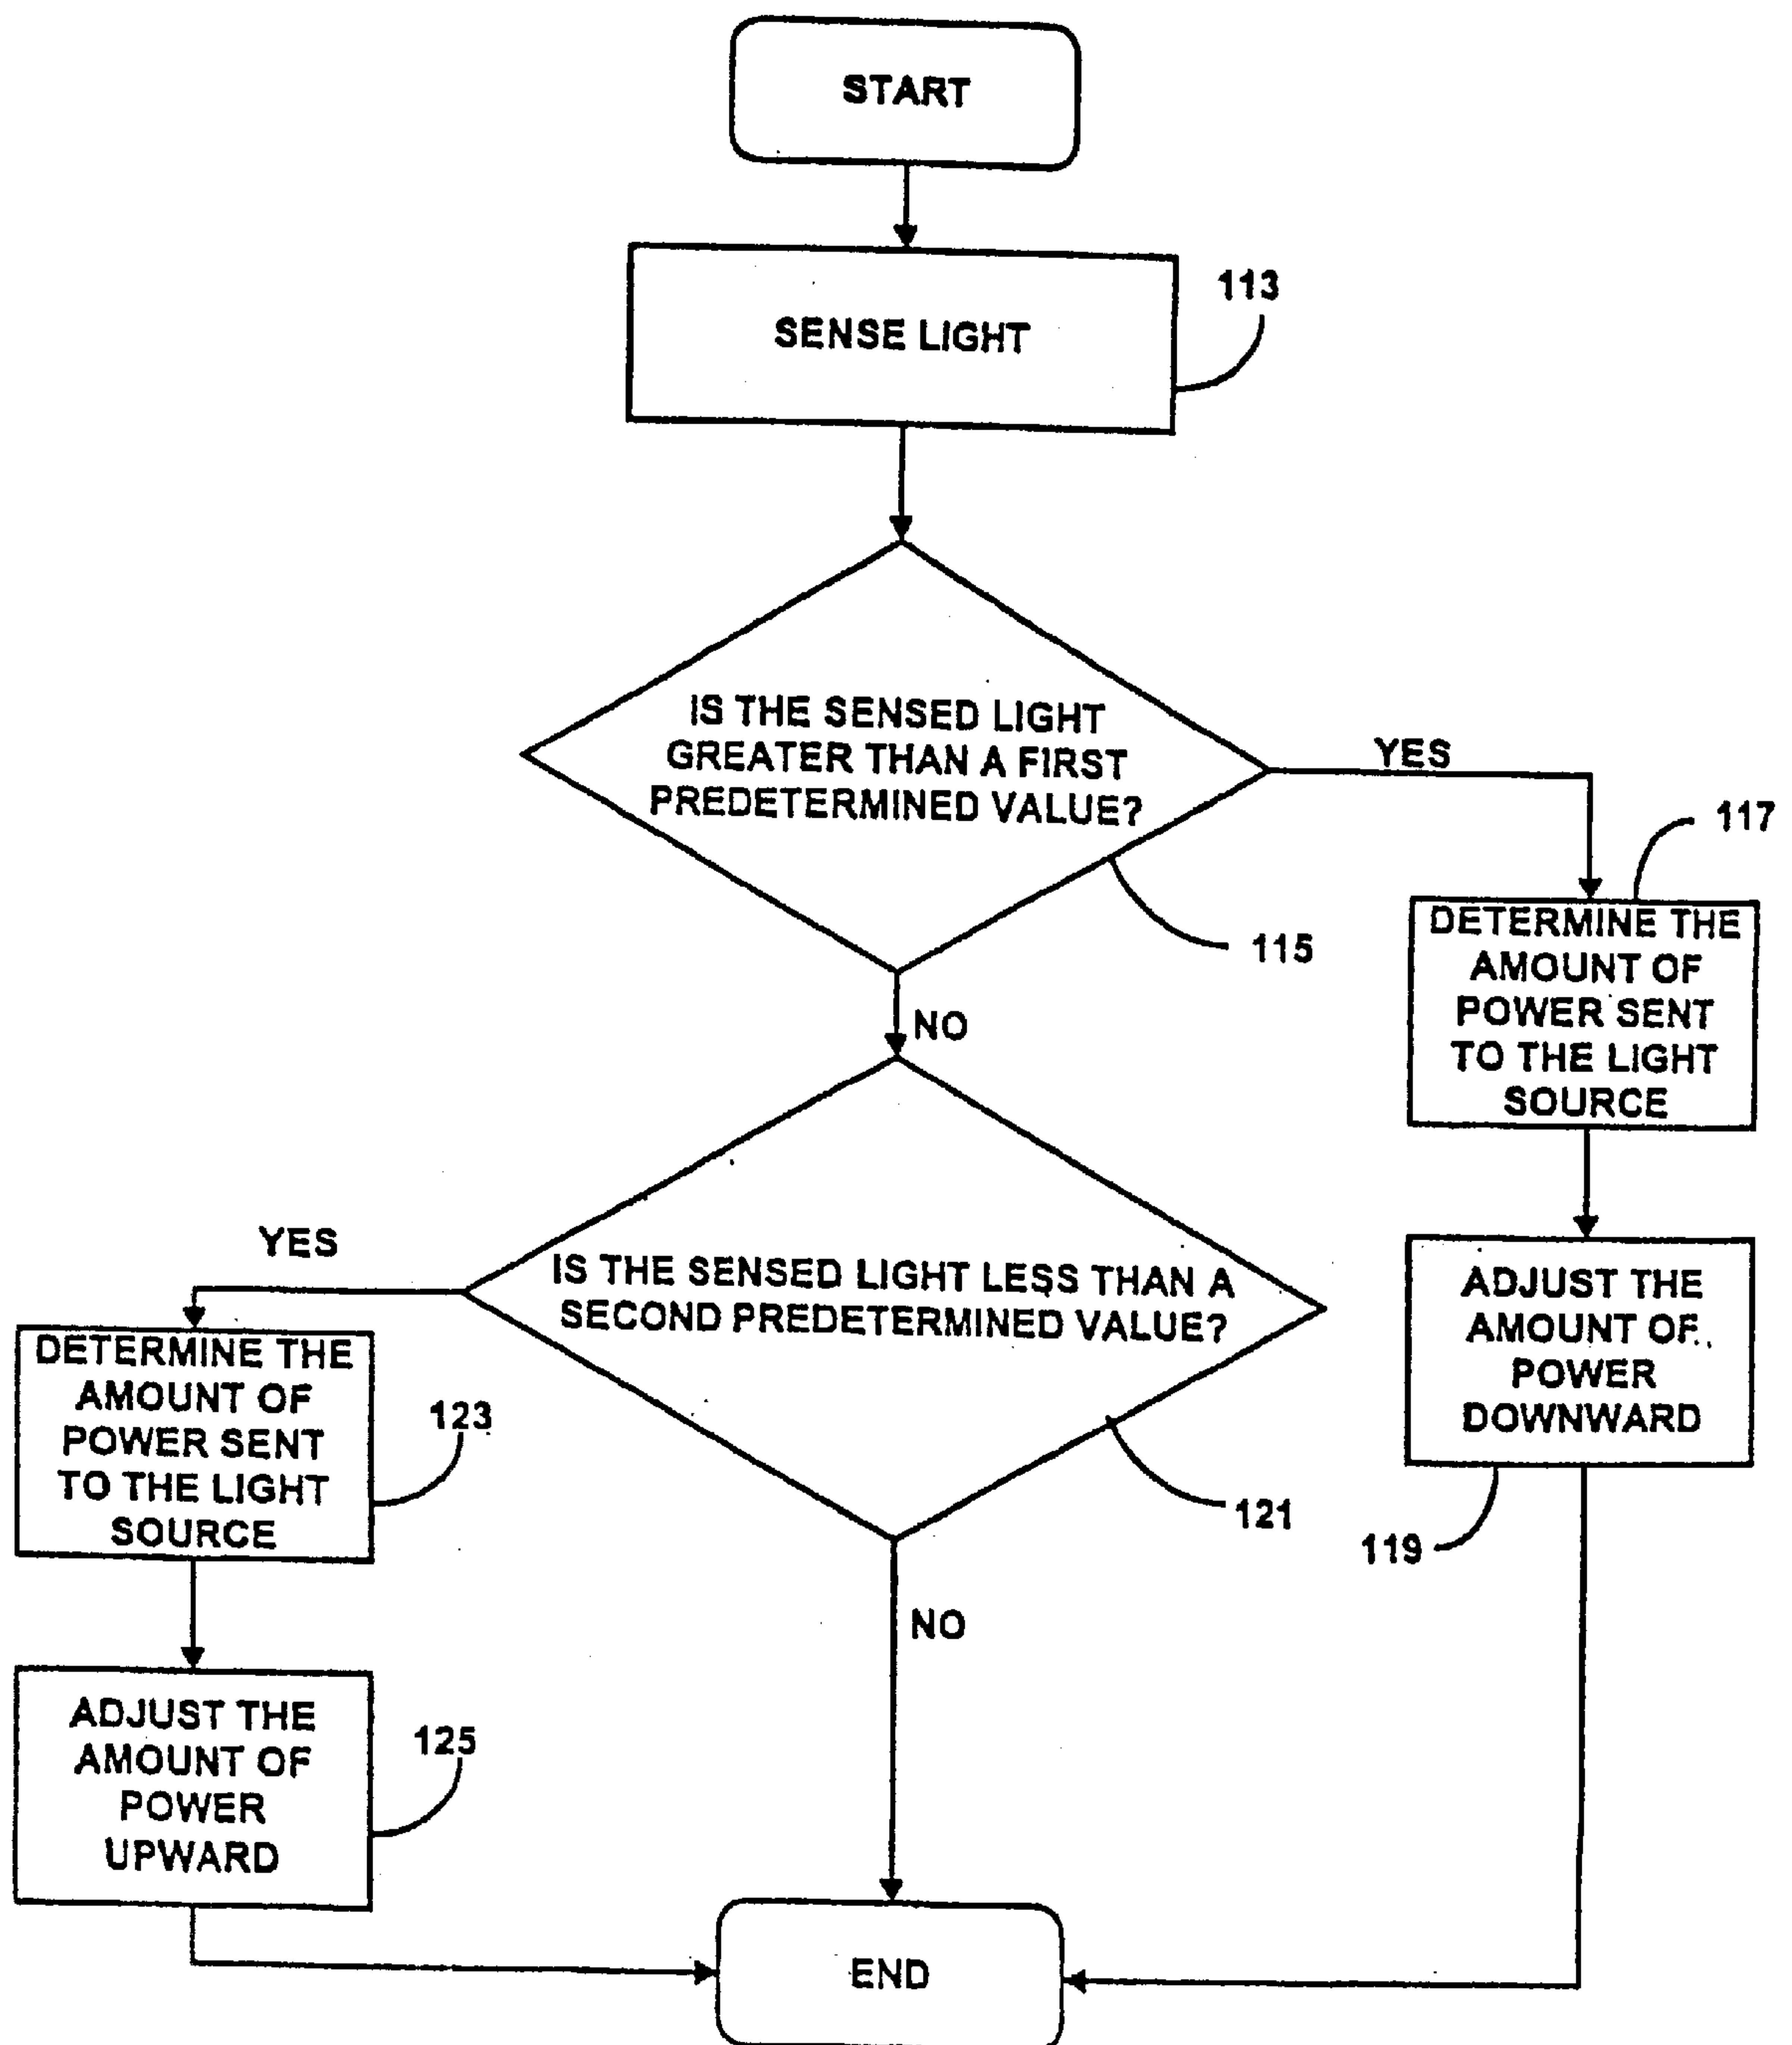 START
SENSE LIGHT
113
IS THE SENSED LIGHT
GREATER THAN A FIRST
PREDETERMINED VALUE?
YES
115
117
DETERMINE THE
AMOUNT OF
POWER SENT
TO THE LIGHT
SOURCE
NO
IS THE SENSED LIGHT LESS THAN A
SECOND PREDETERMINED VALUE?
YES
121
ADJUST THE
AMOUNT OF
POWER
DOWNWARD
119
DETERMINE THE
AMOUNT OF
POWER SENT
TO THE LIGHT
SOURCE
123
NO
ADJUST THE
AMOUNT OF
POWER
UPWARD
125
END